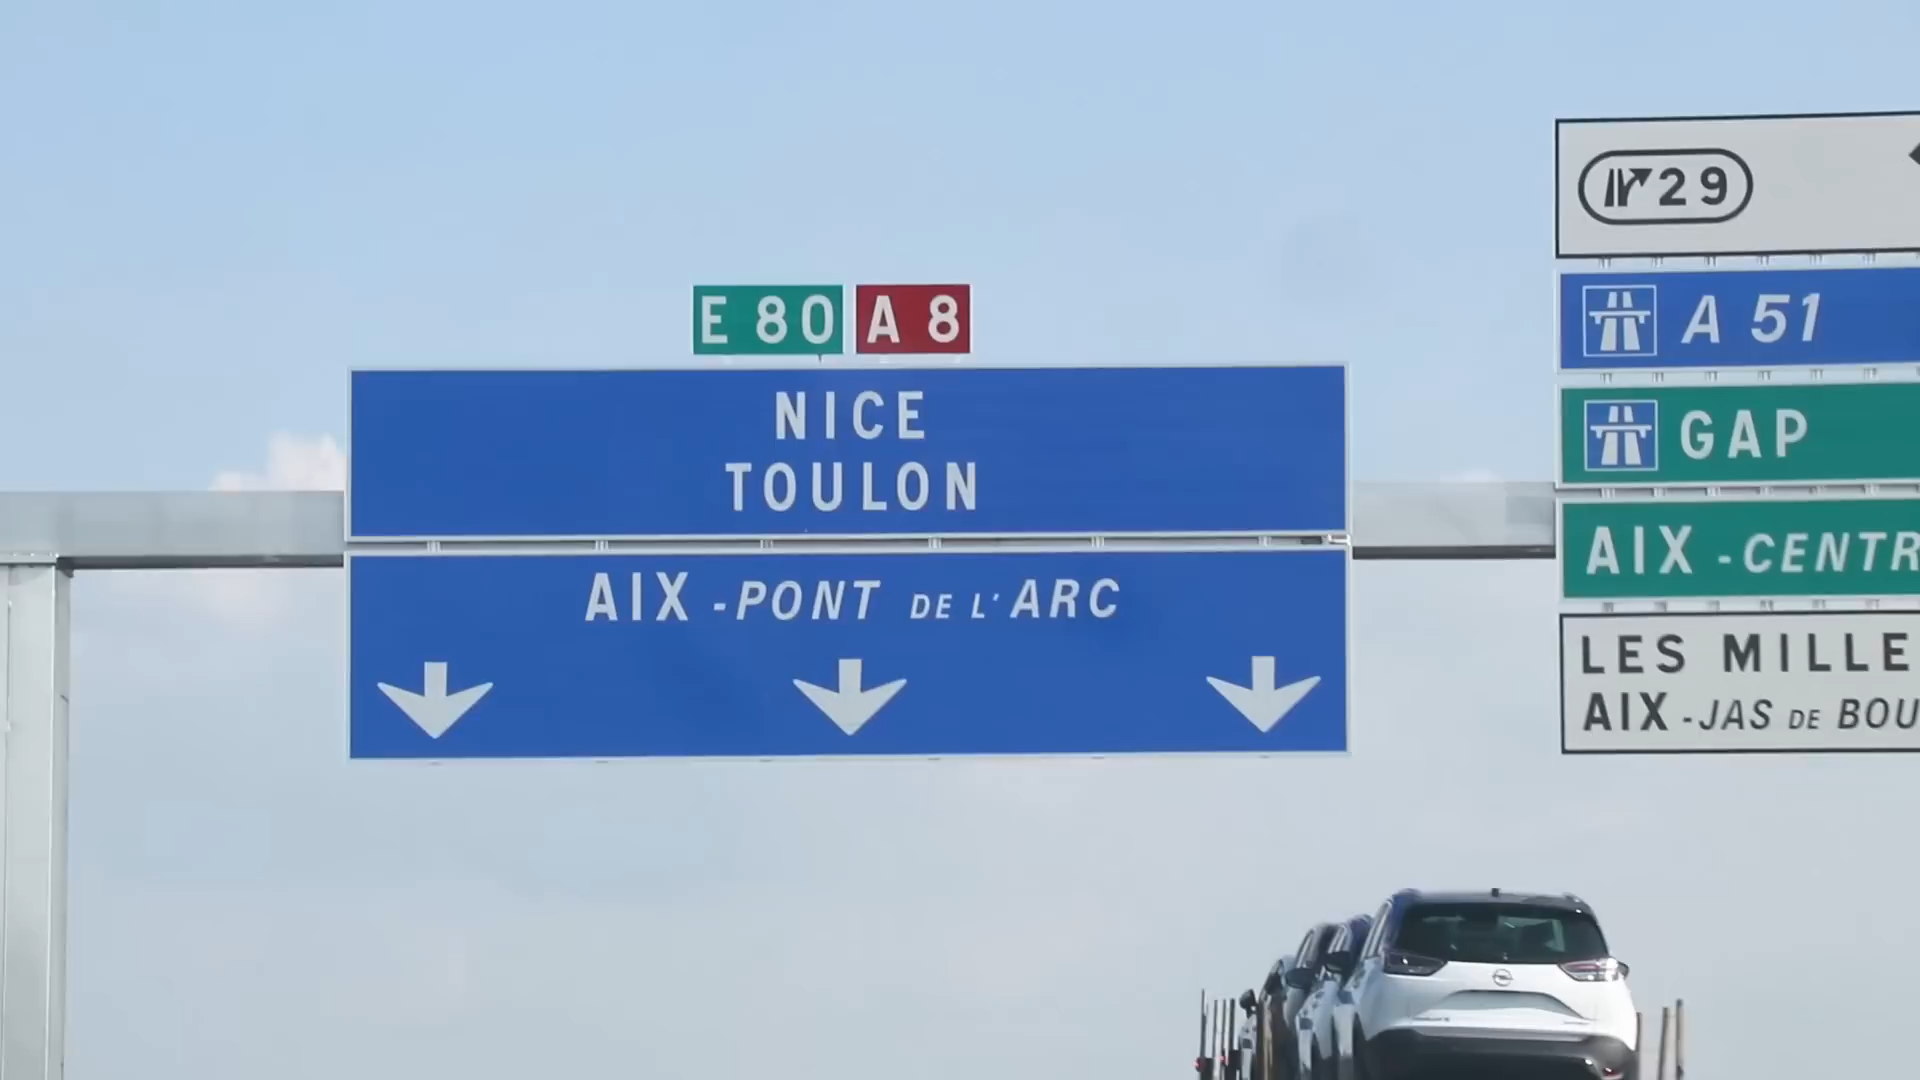 E 80 A 8
NICE
TOULON
AIX -PONT DE L'ARC
29
A 51
GAP
AIX -CENTR
LES MILLE
AIX -JAS DE BOU